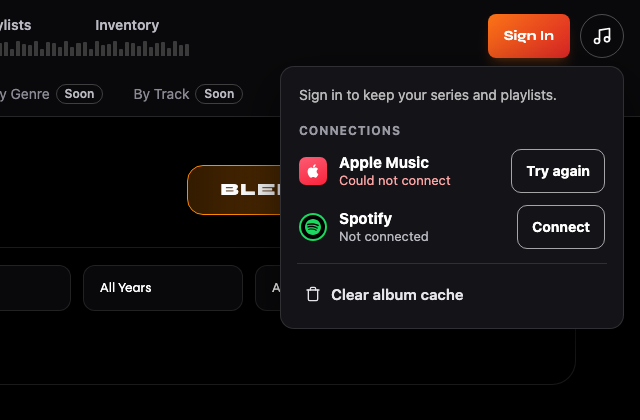 Inventory
Sign In
Genre Soon
By Track Soon
Sign in to keep your series and playlists.
CONNECTIONS
Apple Music
Could not connect
Try again
Spotify
Not connected
Connect
All Years
Clear album cache